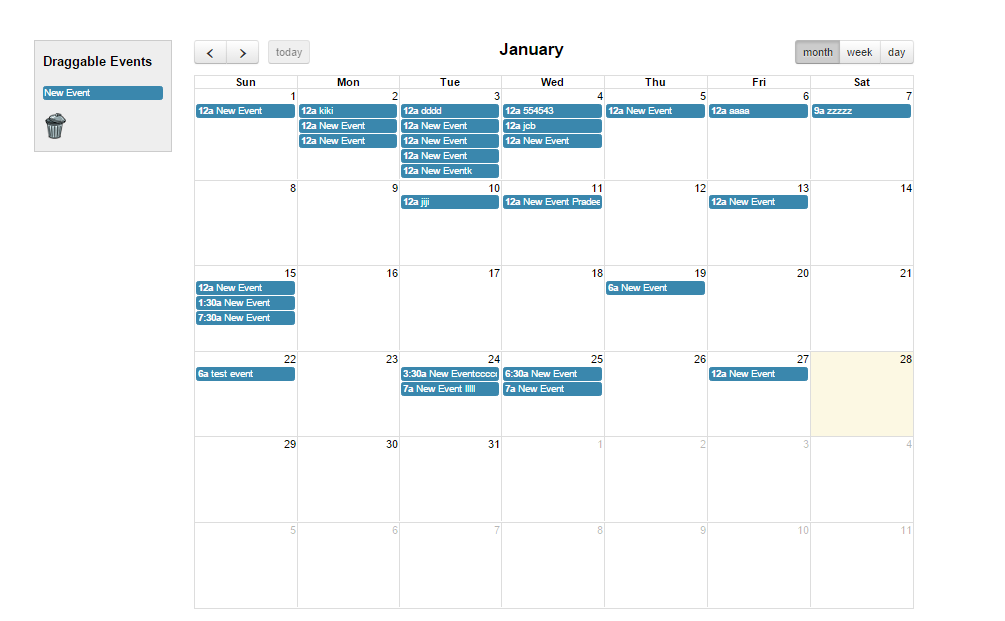 January
< > today
month week day
Draggable Events
New Event
Sun Mon Tue Wed Thu Fri Sat
1 2 3 4 5 6 7
12a New Event 12a kiki 12a dddd 12a 554543 12a New Event 12a aaaa 9a zzzzz
12a New Event 12a New Event 12a jcb
12a New Event 12a New Event 12a New Event
12a New Event
12a New Eventk
8 9 10 11 12 13 14
12a jiji 12a New Event Pradee 12a New Event
15 16 17 18 19 20 21
12a New Event 6a New Event
1:30a New Event
7:30a New Event
22 23 24 25 26 27 28
6a test event 3:30a New Eventcccc 6:30a New Event 12a New Event
7a New Event 7a New Event
29 30 31 1 2 3 4
5 6 7 8 9 10 11